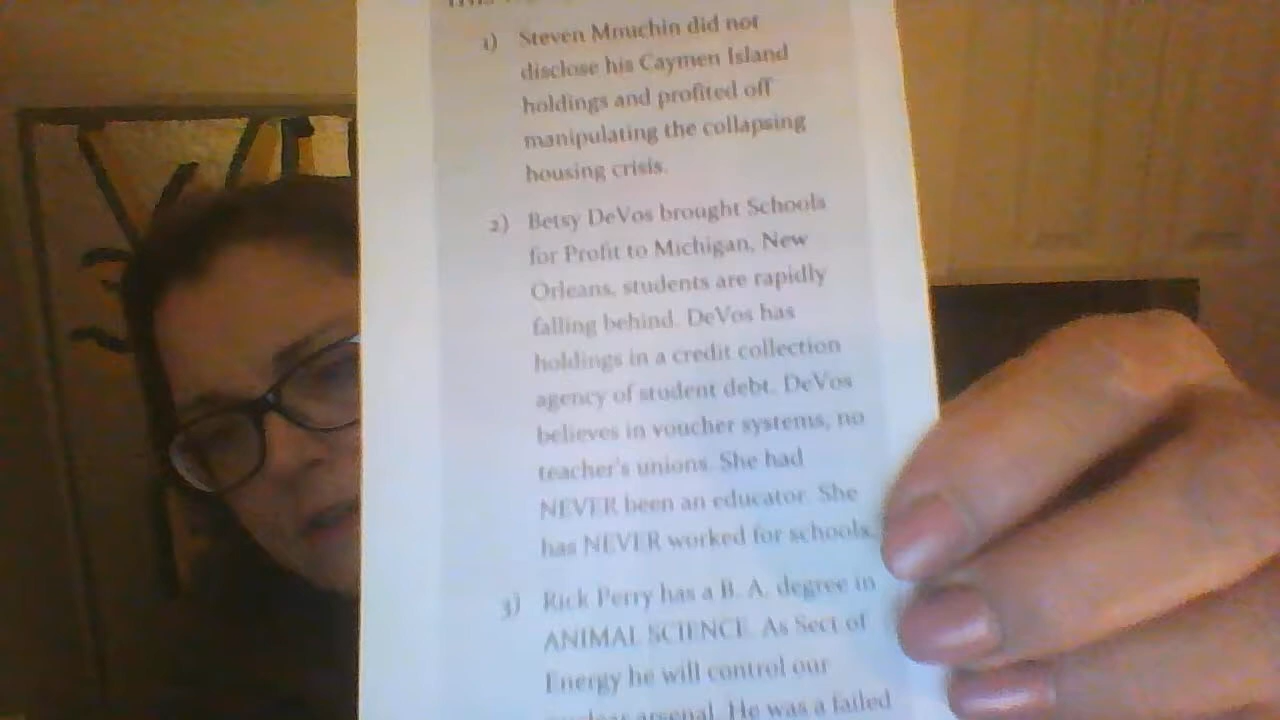 1) Steven Mnuchin did not
disclose his Caymen Island
holdings and profited off
manipulating the collapsing
housing crisis.
2) Betsy DeVos brought Schools
for Profit to Michigan, New
Orleans, students are rapidly
falling behind. DeVos has
holdings in a credit collection
agency of student debt. DeVos
believes in voucher systems, no
teacher's unions. She had
NEVER been an educator. She
has NEVER worked for schools.
3) Rick Perry has a B. A. degree in
ANIMAL SCIENCE. As Sect of
Energy he will control our
arsenal. He was a failed